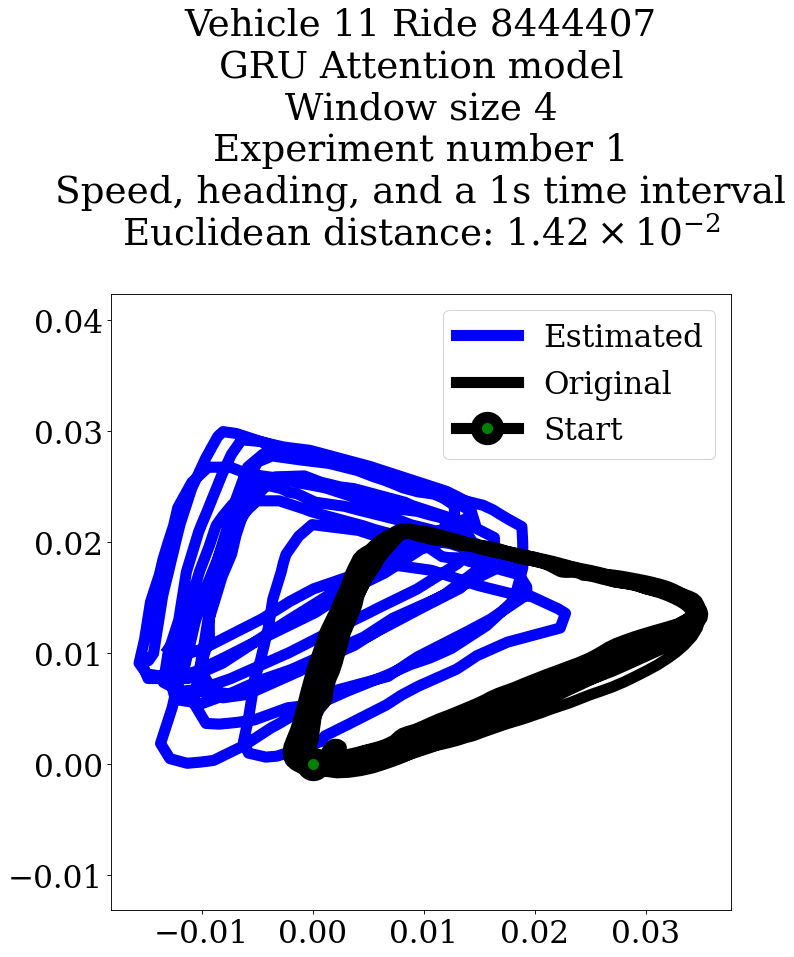 Vehicle 11 Ride 8444407
GRU Attention model
Window size 4
Experiment number 1
Speed, heading, and a 1s time interval
Euclidean distance: 1.42 × 10⁻²
Estimated
Original
Start
0.04
0.03
0.02
0.01
0.00
−0.01
−0.01 0.00 0.01 0.02 0.03